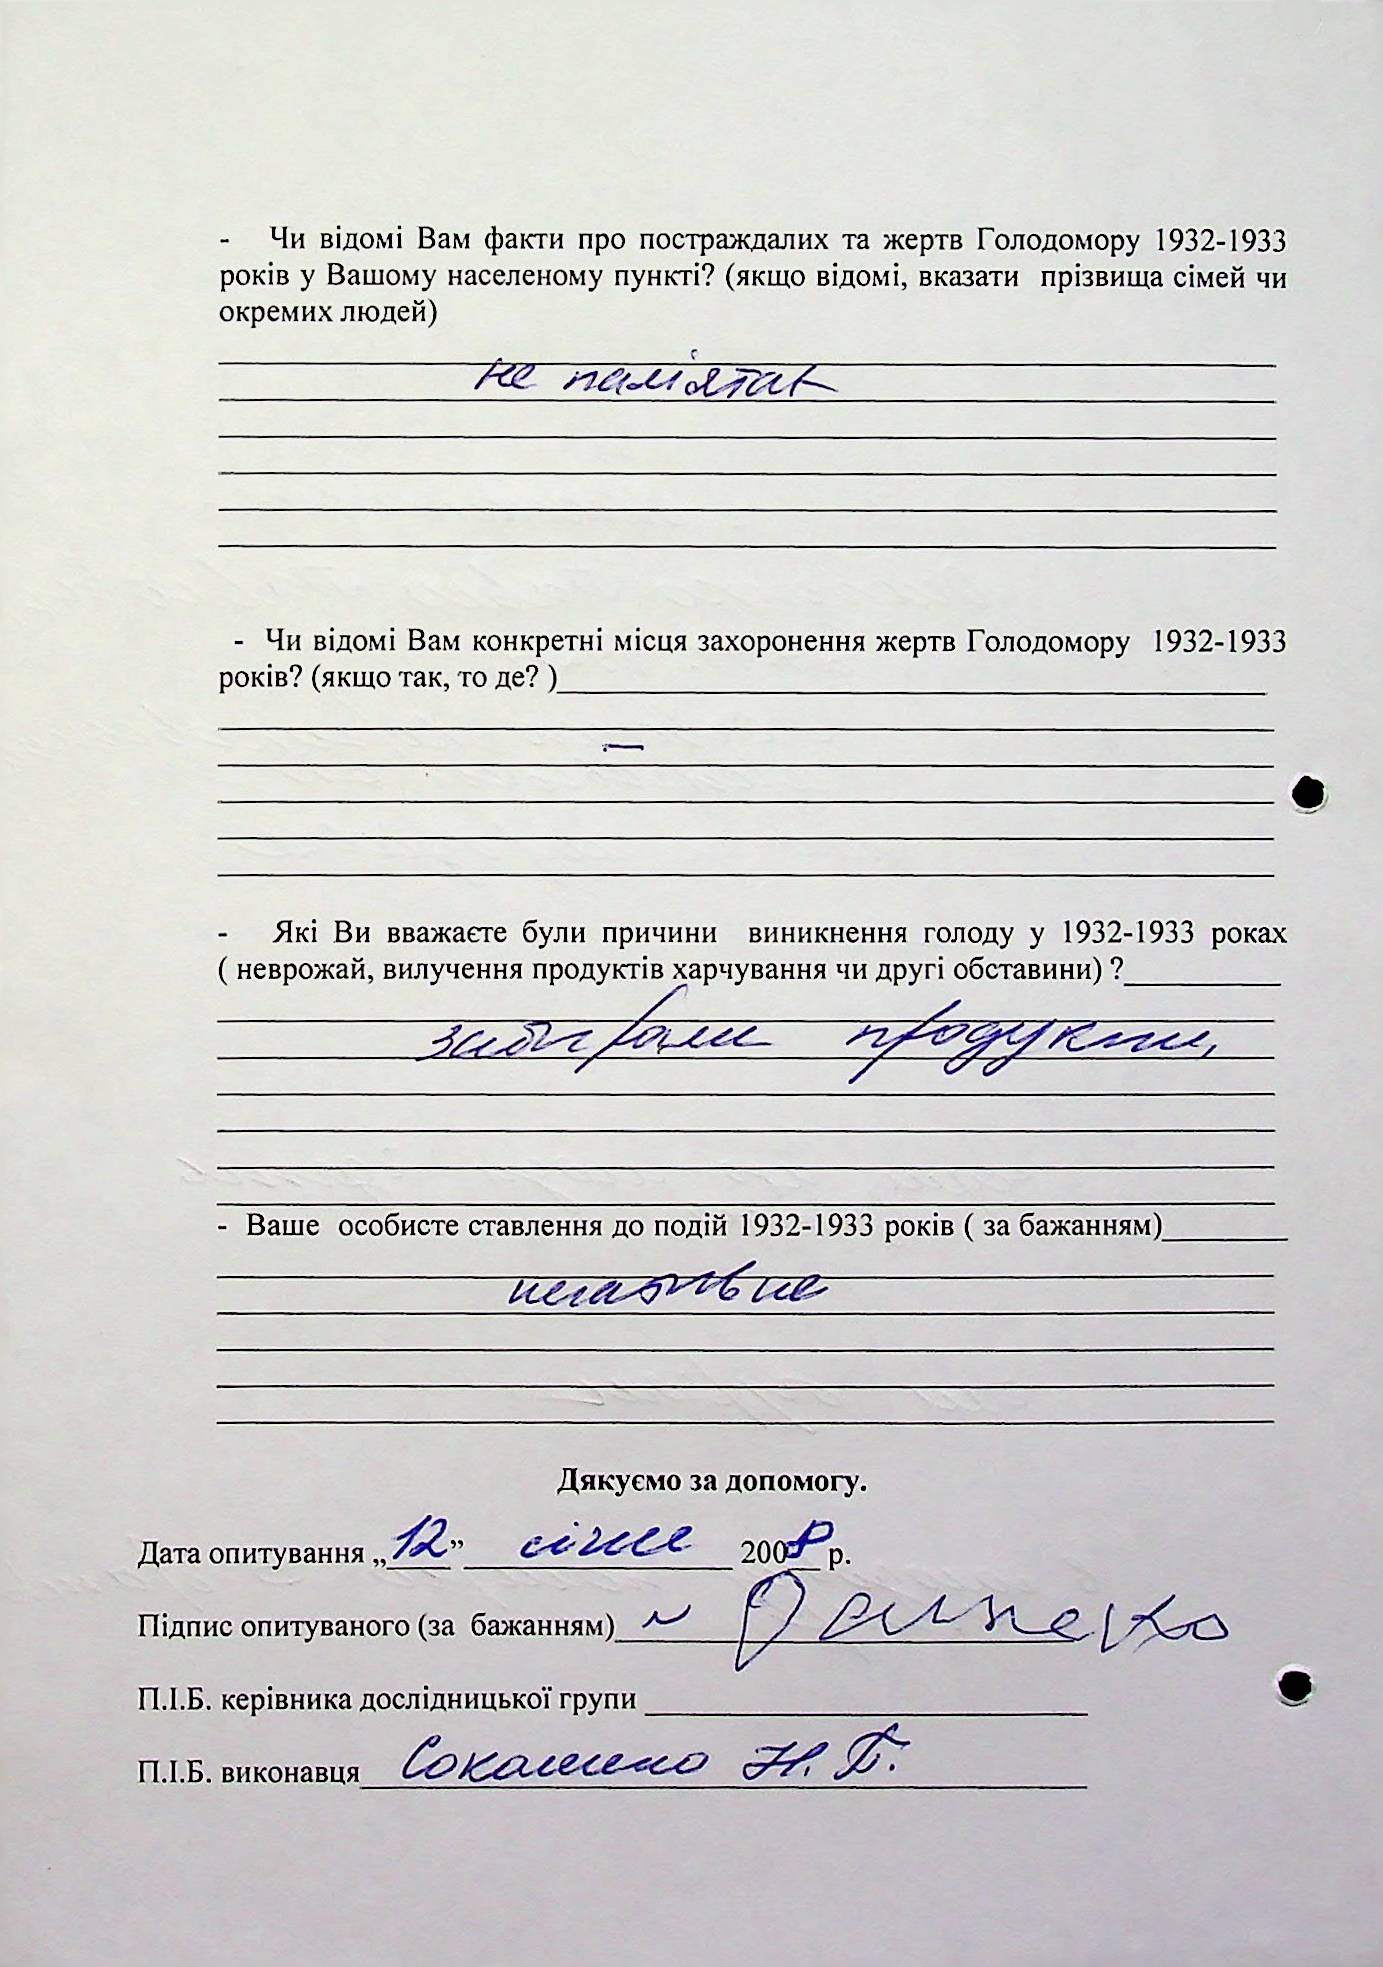 - Чи відомі Вам факти про постраждалих та жертв Голодомору 1932-1933
років у Вашому населеному пункті? (якщо відомі, вказати прізвища сімей чи
окремих людей)
не пам'ятає
- Чи відомі Вам конкретні місця захоронення жертв Голодомору 1932-1933
років? (якщо так, то де? )
—
- Які Ви вважаєте були причини виникнення голоду у 1932-1933 роках
( неврожай, вилучення продуктів харчування чи другі обставини) ?
забирали продукти,
- Ваше особисте ставлення до подій 1932-1933 років ( за бажанням)
негативне
Дякуємо за допомогу.
Дата опитування „12” січня 2008 р.
Підпис опитуваного (за бажанням)
П.І.Б. керівника дослідницької групи
П.І.Б. виконавця Н. Б.